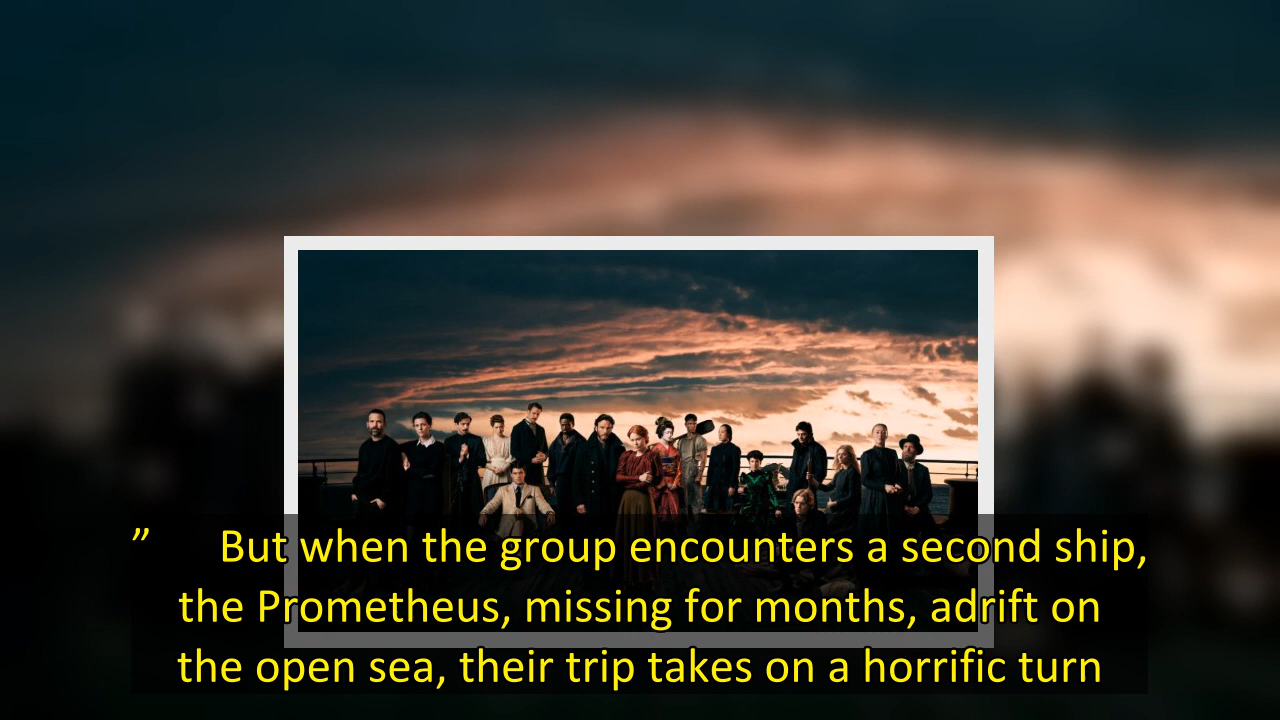 ” But when the group encounters a second ship,
the Prometheus, missing for months, adrift on
the open sea, their trip takes on a horrific turn